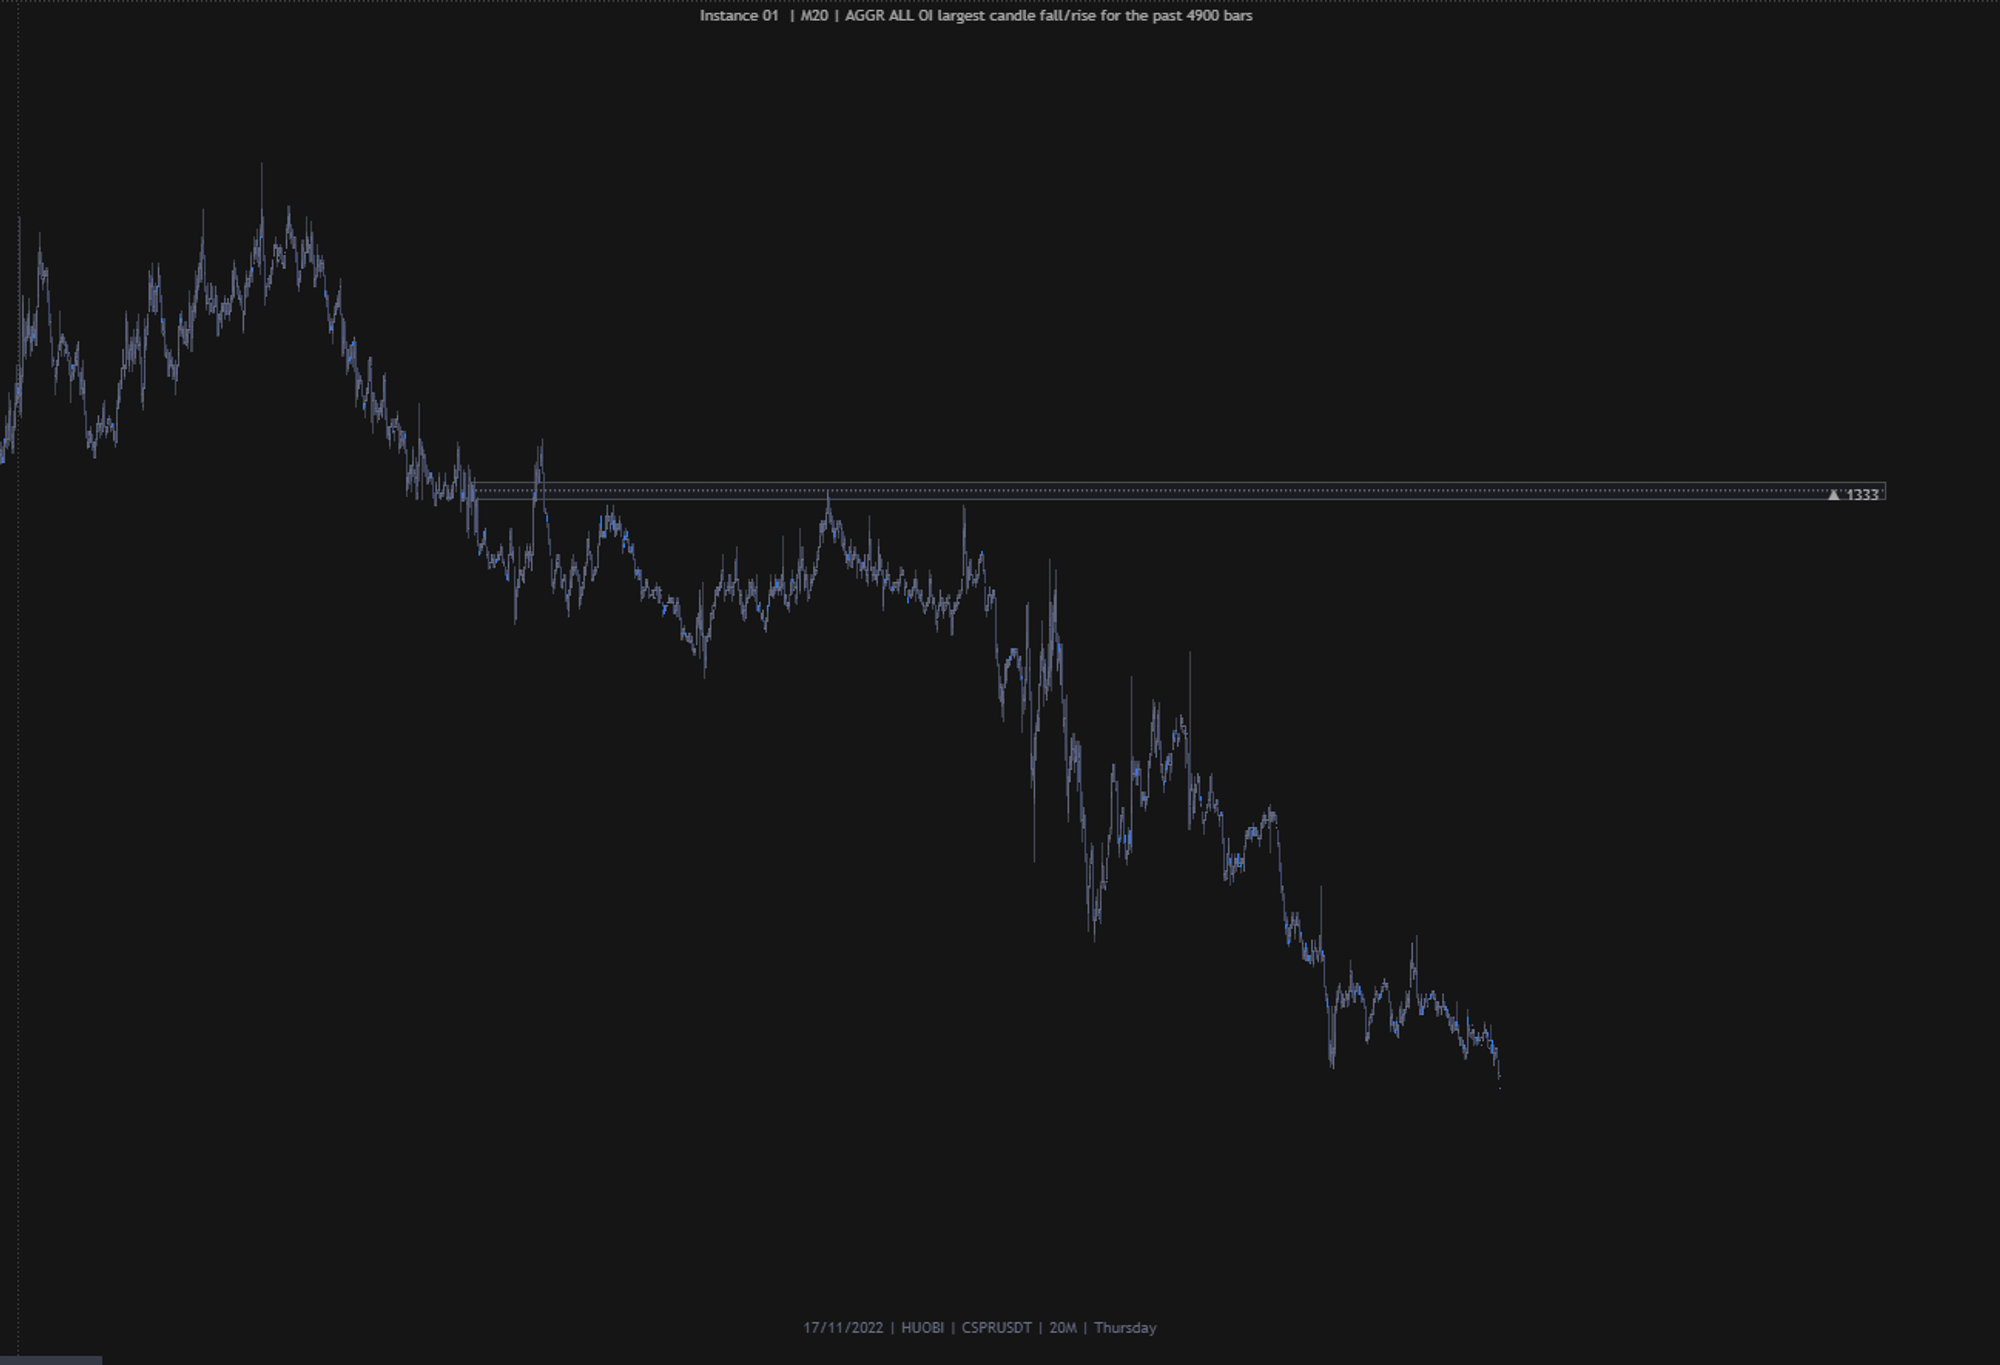 Instance 01 | M20 | AGGR ALL OI largest candle fall/rise for the past 4900 bars
▲ 1333
17/11/2022 | HUOBI | CSPRUSDT | 20M | Thursday